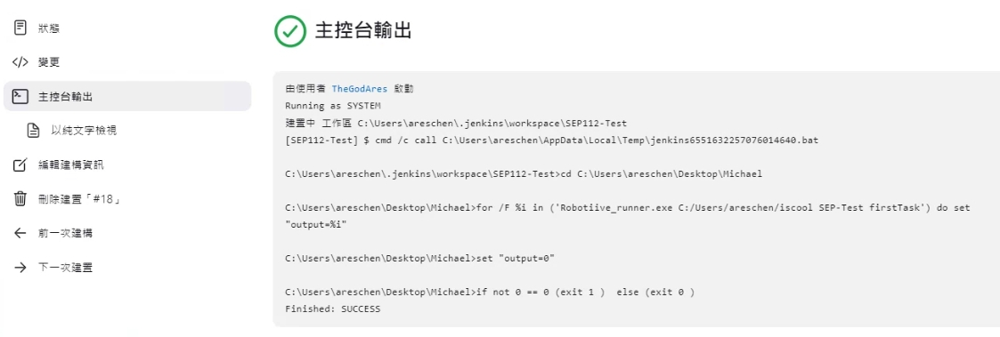 狀態
變更
主控台輸出
以純文字檢視
編輯建構資訊
刪除建置「#18」
前一次建構
下一次建置
主控台輸出
由使用者 TheGodAres 啟動
Running as SYSTEM
建置中 工作區 C:\Users\areschen\.jenkins\workspace\SEP112-Test
[SEP112-Test] $ cmd /c call C:\Users\areschen\AppData\Local\Temp\jenkins6551632257076014640.bat
C:\Users\areschen\.jenkins\workspace\SEP112-Test>cd C:\Users\areschen\Desktop\Michael
C:\Users\areschen\Desktop\Michael>for /F %i in ('Robotiive_runner.exe C:/Users/areschen/iscool SEP-Test firstTask') do set
"output=%i"
C:\Users\areschen\Desktop\Michael>set "output=0"
C:\Users\areschen\Desktop\Michael>if not 0 == 0 (exit 1 )  else (exit 0 )
Finished: SUCCESS